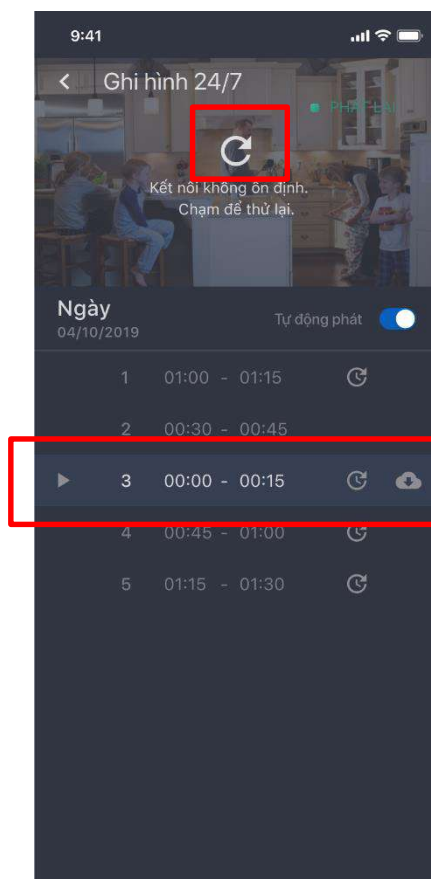 9:41
Ghi hình 24/7
PHÁT LẠI
Kết nối không ổn định.
Chạm để thử lại.
Ngày
04/10/2019
Tự động phát
1 01:00 - 01:15
2 00:30 - 00:45
3 00:00 - 00:15
4 00:45 - 01:00
5 01:15 - 01:30